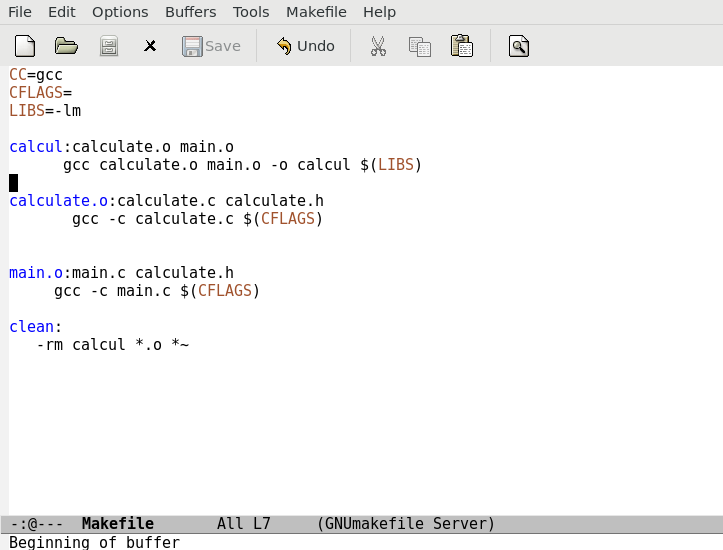 File Edit Options Buffers Tools Makefile Help
Save Undo
CC=gcc
CFLAGS=
LIBS=-lm
calcul:calculate.o main.o
gcc calculate.o main.o -o calcul $(LIBS)
calculate.o:calculate.c calculate.h
gcc -c calculate.c $(CFLAGS)
main.o:main.c calculate.h
gcc -c main.c $(CFLAGS)
clean:
-rm calcul *.o *~
-:@--- Makefile All L7 (GNUmakefile Server)
Beginning of buffer